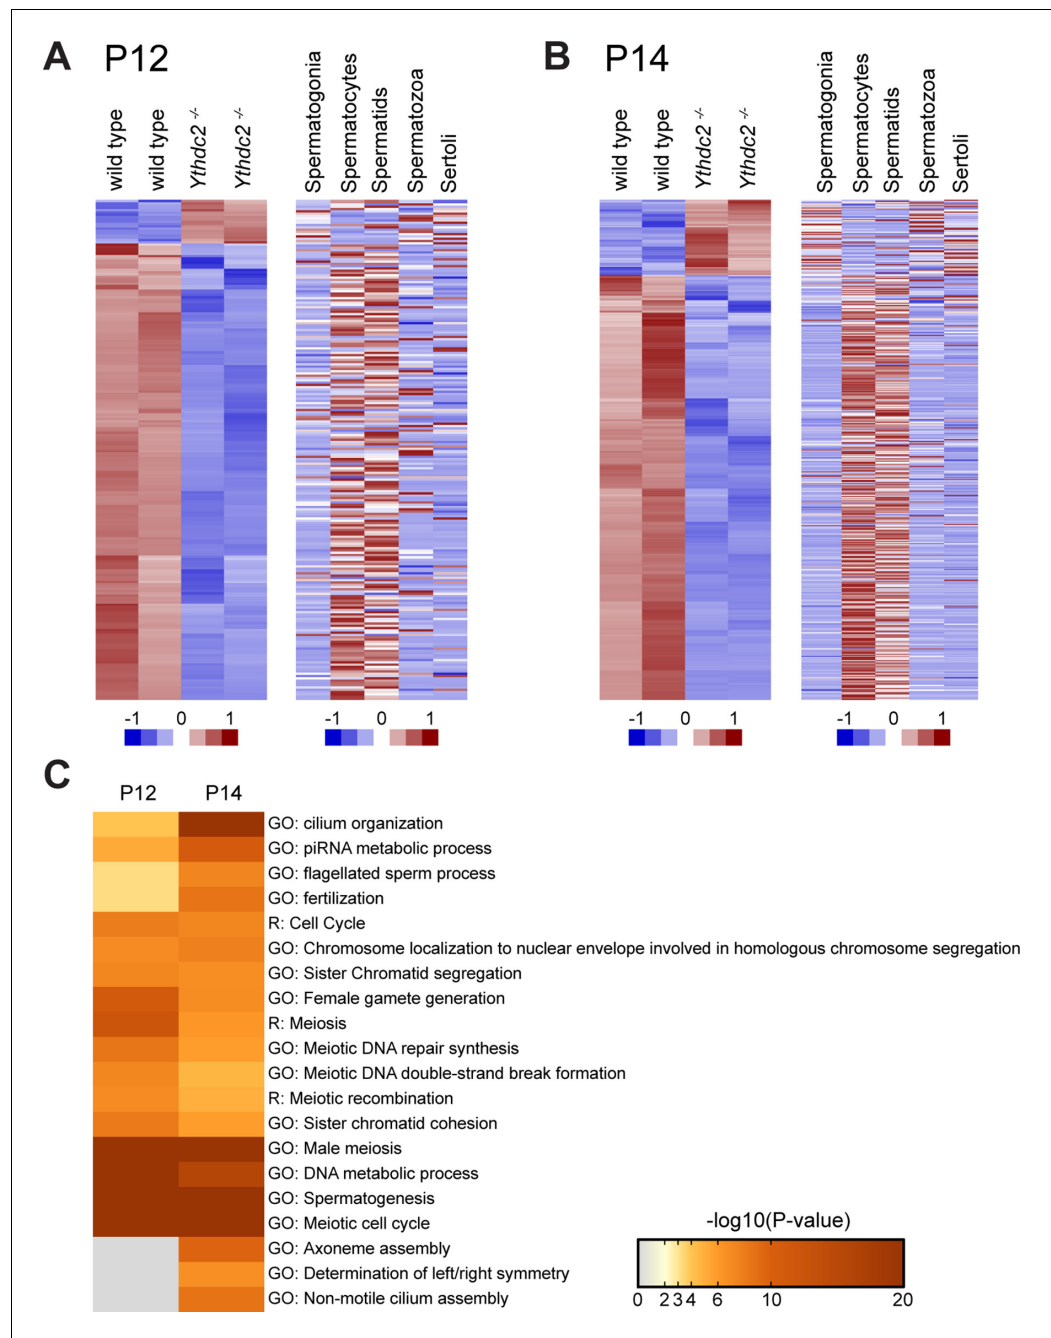 A P12
wild type
wild type
Ythdc2 -/-
Ythdc2 -/-
Spermatogonia
Spermatocytes
Spermatids
Spermatozoa
Sertoli
-1 0 1
-1 0 1
B P14
wild type
wild type
Ythdc2 -/-
Ythdc2 -/-
Spermatogonia
Spermatocytes
Spermatids
Spermatozoa
Sertoli
-1 0 1
-1 0 1
C
P12 P14
GO: cilium organization
GO: piRNA metabolic process
GO: flagellated sperm process
GO: fertilization
R: Cell Cycle
GO: Chromosome localization to nuclear envelope involved in homologous chromosome segregation
GO: Sister Chromatid segregation
GO: Female gamete generation
R: Meiosis
GO: Meiotic DNA repair synthesis
GO: Meiotic DNA double-strand break formation
R: Meiotic recombination
GO: Sister chromatid cohesion
GO: Male meiosis
GO: DNA metabolic process
GO: Spermatogenesis
GO: Meiotic cell cycle
GO: Axoneme assembly
GO: Determination of left/right symmetry
GO: Non-motile cilium assembly
-log10(P-value)
0 2 3 4 6 10 20